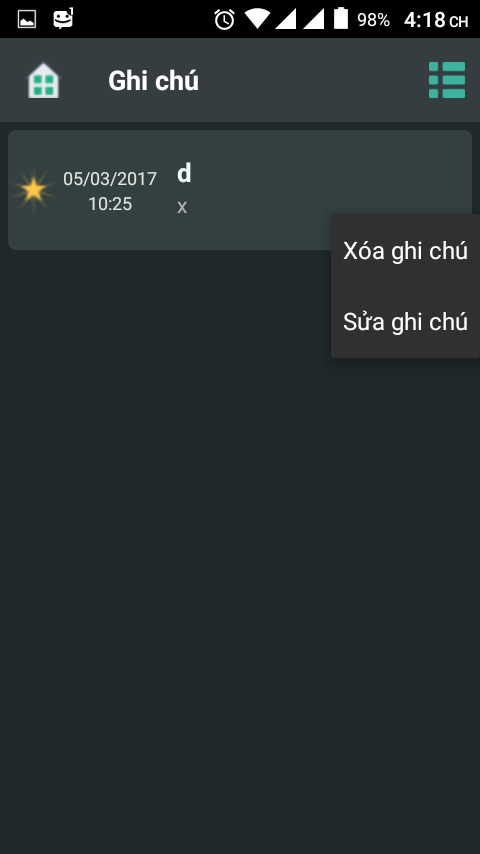 98% 4:18 CH
Ghi chú
05/03/2017
10:25
d
x
Xóa ghi chú
Sửa ghi chú